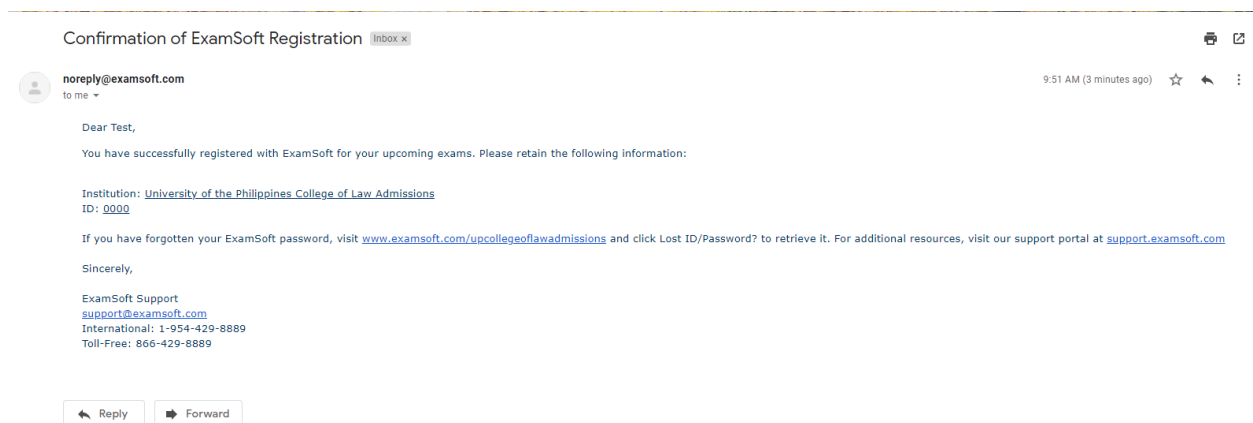 Confirmation of ExamSoft Registration Inbox x
noreply@examsoft.com 9:51 AM (3 minutes ago)
to me
Dear Test,
You have successfully registered with ExamSoft for your upcoming exams. Please retain the following information:
Institution: University of the Philippines College of Law Admissions
ID: 0000
If you have forgotten your ExamSoft password, visit www.examsoft.com/upcollegeoflawadmissions and click Lost ID/Password? to retrieve it. For additional resources, visit our support portal at support.examsoft.com
Sincerely,
ExamSoft Support
support@examsoft.com
International: 1-954-429-8889
Toll-Free: 866-429-8889
Reply Forward